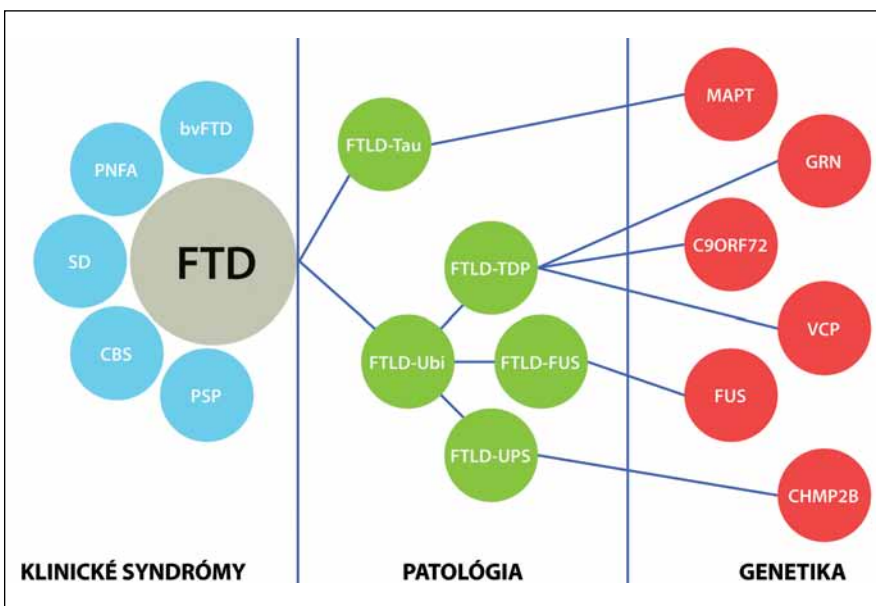 bvFTD
PNFA
SD
FTD
CBS
PSP
FTLD-Tau
FTLD-TDP
FTLD-Ubi
FTLD-FUS
FTLD-UPS
MAPT
GRN
C9ORF72
VCP
FUS
CHMP2B
KLINICKÉ SYNDRÓMY
PATOLÓGIA
GENETIKA